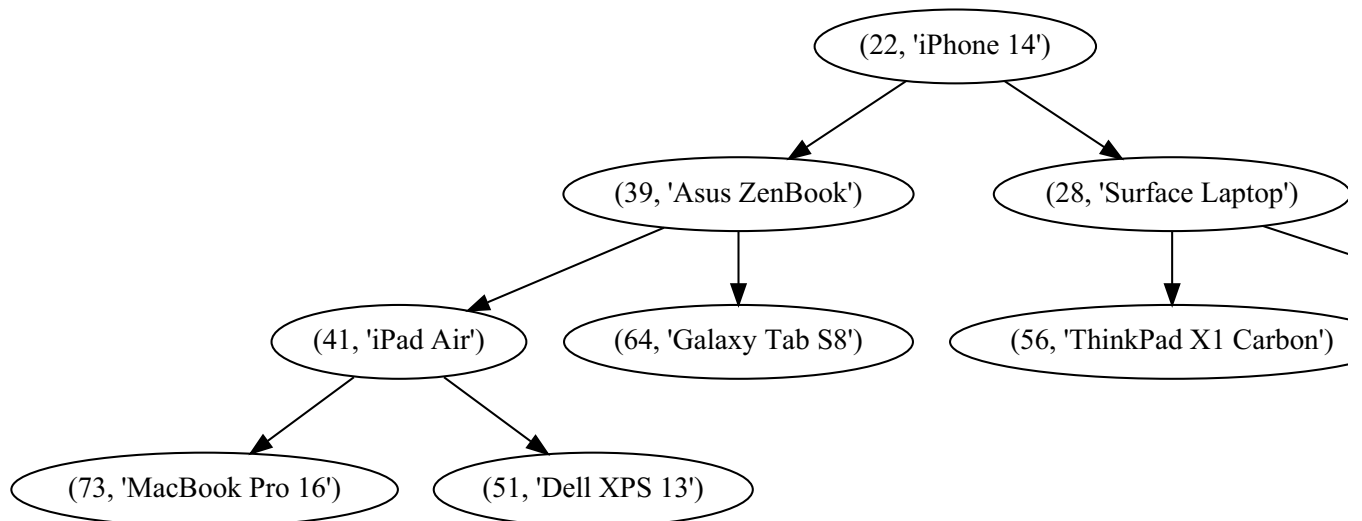 (22, 'iPhone 14')
(39, 'Asus ZenBook')
(28, 'Surface Laptop')
(41, 'iPad Air')
(64, 'Galaxy Tab S8')
(56, 'ThinkPad X1 Carbon')
(73, 'MacBook Pro 16')
(51, 'Dell XPS 13')